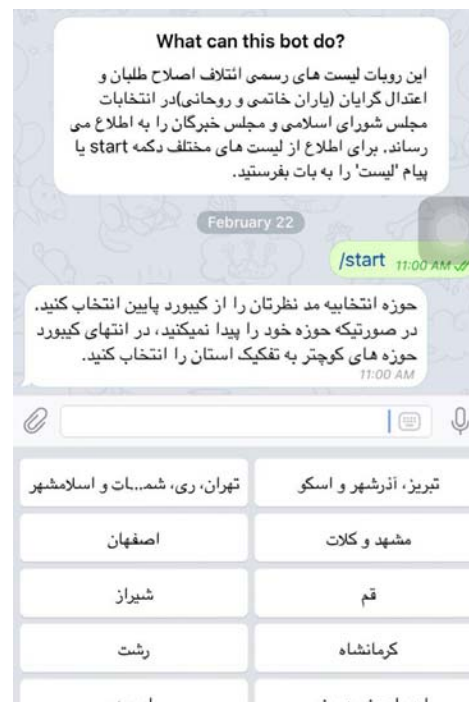 What can this bot do?
این روبات لیست های رسمی ائتلاف اصلاح طلبان و
اعتدال گرایان (یاران خاتمی و روحانی)در انتخابات
مجلس شورای اسلامی و مجلس خبرگان را به اطلاع می
رساند. برای اطلاع از لیست های مختلف دکمه start یا
پیام 'لیست' را به بات بفرستید.
February 22
/start 11:00 AM
حوزه انتخابیه مد نظرتان را از کیبورد پایین انتخاب کنید.
در صورتیکه حوزه خود را پیدا نمیکنید، در انتهای کیبورد
حوزه های کوچتر به تفکیک استان را انتخاب کنید.
11:00 AM
تبریز، آذرشهر و اسکو
تهران، ری، شمـ...ـات و اسلامشهر
مشهد و کلات
اصفهان
قم
شیراز
کرمانشاه
رشت